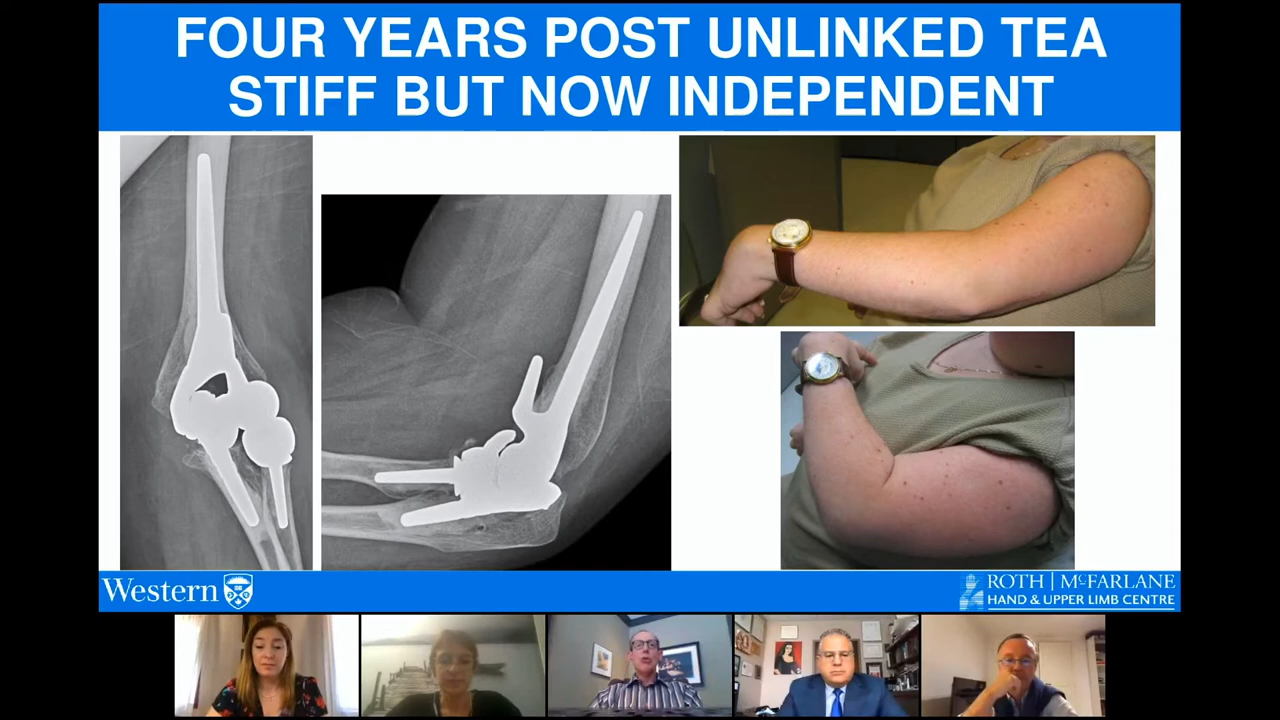 FOUR YEARS POST UNLINKED TEA
STIFF BUT NOW INDEPENDENT
Western
ROTH | McFARLANE
HAND & UPPER LIMB CENTRE